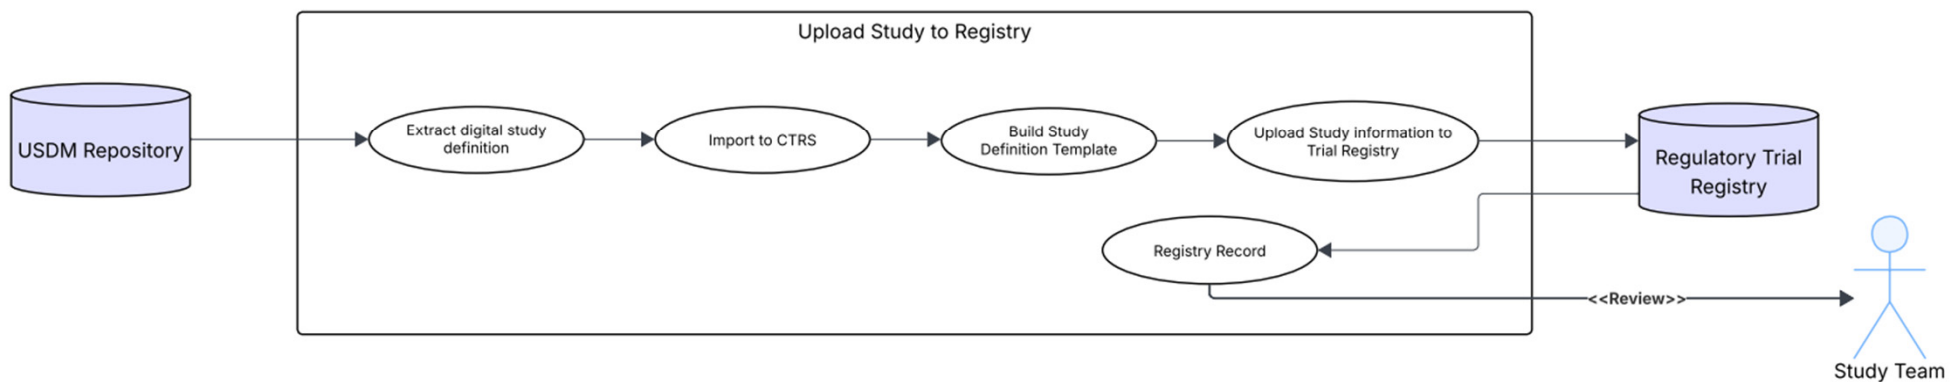 Upload Study to Registry
USDM Repository
Extract digital study
definition
Import to CTRS
Build Study
Definition Template
Upload Study information to
Trial Registry
Regulatory Trial
Registry
Registry Record
<<Review>>
Study Team